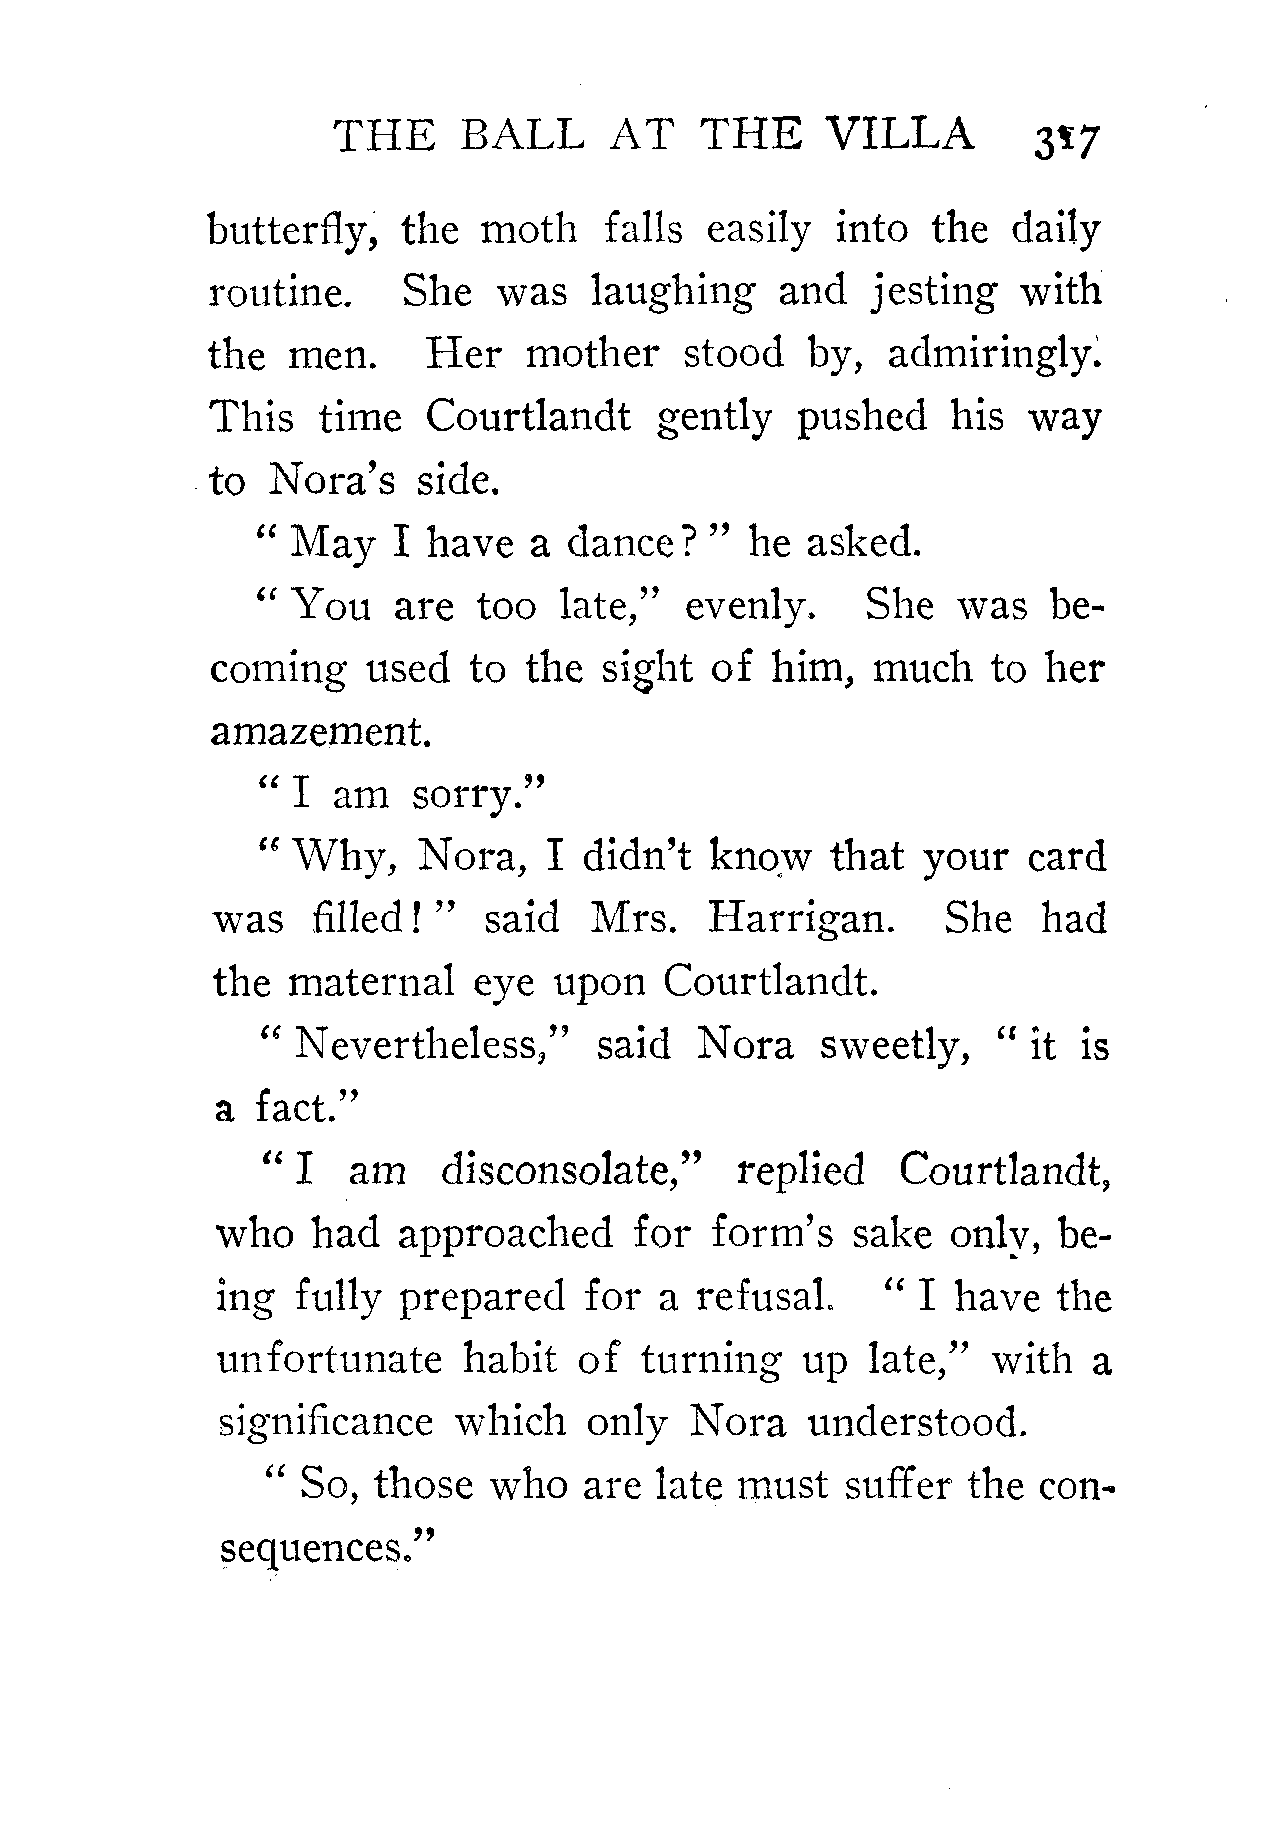 THE BALL AT THE VILLA 317
butterfly, the moth falls easily into the daily
routine. She was laughing and jesting with
the men. Her mother stood by, admiringly.
This time Courtlandt gently pushed his way
to Nora's side.
" May I have a dance? " he asked.
" You are too late," evenly. She was be-
coming used to the sight of him, much to her
amazement.
" I am sorry."
" Why, Nora, I didn't know that your card
was filled! " said Mrs. Harrigan. She had
the maternal eye upon Courtlandt.
" Nevertheless," said Nora sweetly, " it is
a fact."
" I am disconsolate," replied Courtlandt,
who had approached for form's sake only, be-
ing fully prepared for a refusal. " I have the
unfortunate habit of turning up late," with a
significance which only Nora understood.
" So, those who are late must suffer the con-
sequences."